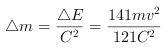 △m = △E / C² = 141mv² / 121C²